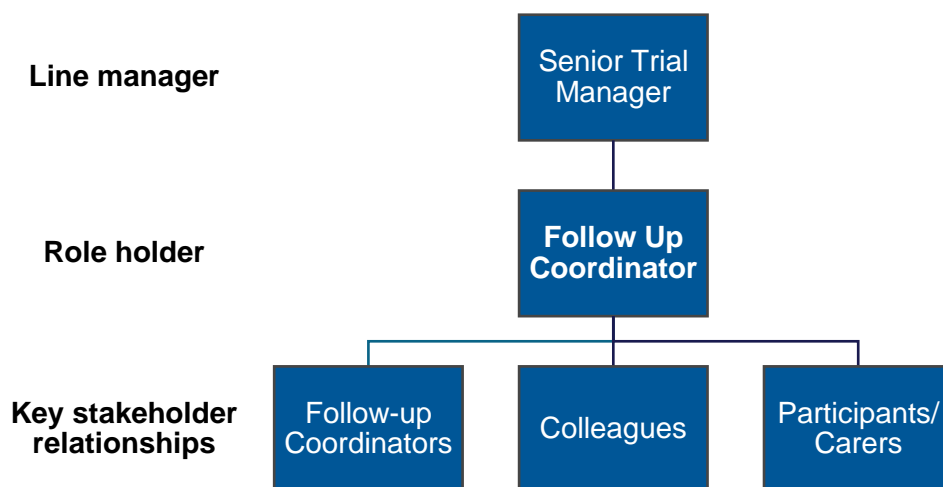 Line manager
Senior Trial
Manager
Role holder
Follow Up
Coordinator
Key stakeholder
relationships
Follow-up
Coordinators
Colleagues
Participants/
Carers